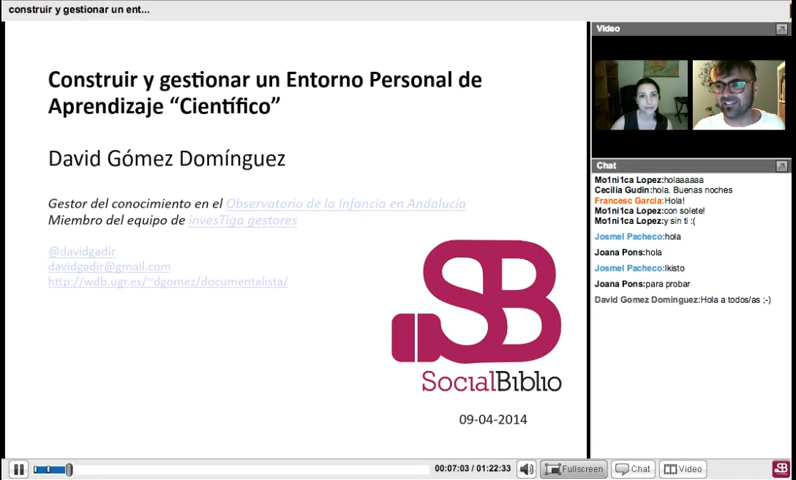 construir y gestionar un ent...
Construir y gestionar un Entorno Personal de
Aprendizaje “Científico”
David Gómez Domínguez
Gestor del conocimiento en el Observatorio de la Infancia en Andalucía
Miembro del equipo de invesTiga gestores
@davidgadir
davidgadir@gmail.com
http://wdb.ugr.es/~dgomez/documentalista/
SB
SocialBiblio
09-04-2014
Video
Chat
Mo1ni1ca Lopez:holaaaaaa
Cecilia Gudin:hola. Buenas noches
Francesc García:Hola!
Mo1ni1ca Lopez:con solete!
Mo1ni1ca Lopez:y sin ti :(
Josmel Pacheco:hola
Joana Pons:hola
Josmel Pacheco:lkisto
Joana Pons:para probar
David Gomez Dominguez:Hola a todos/as ;-)
00:07:03 / 01:22:33
Fullscreen
Chat
Video
SB